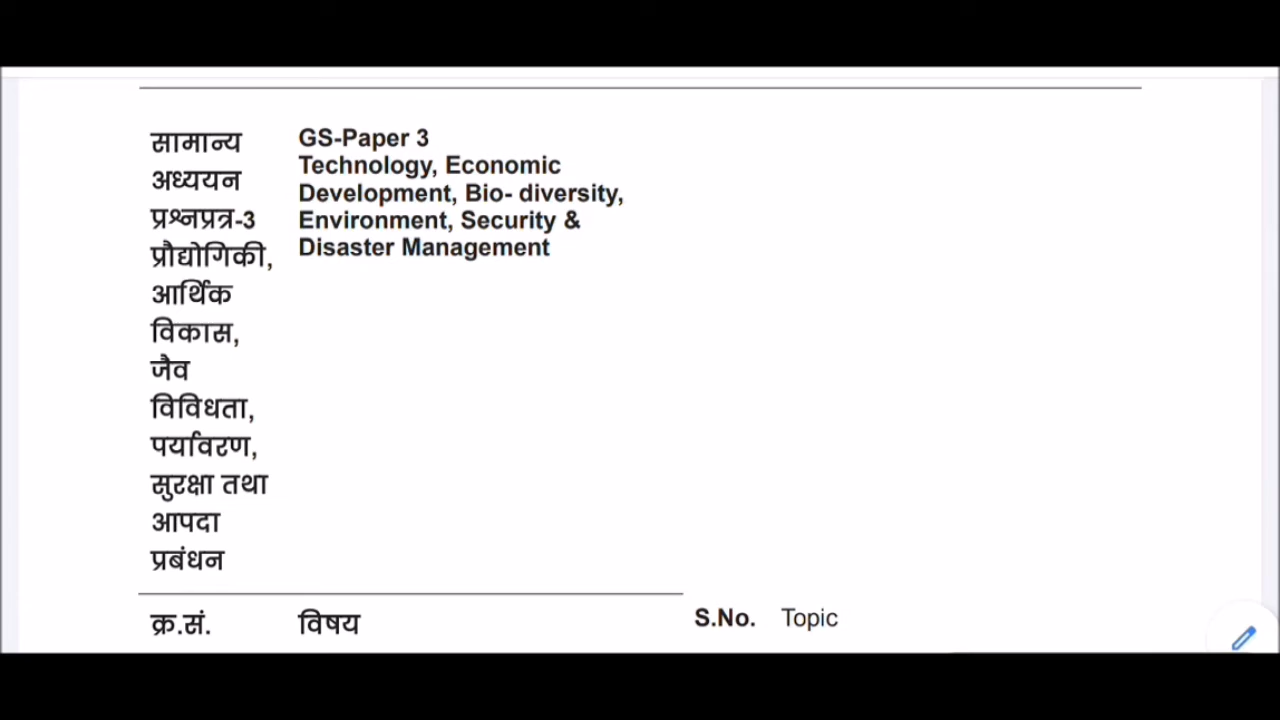 सामान्य
अध्ययन
प्रश्नप्रत्र-3
प्रौद्योगिकी,
आर्थिक
विकास,
जैव
विविधता,
पर्यावरण,
सुरक्षा तथा
आपदा
प्रबंधन
GS-Paper 3
Technology, Economic
Development, Bio- diversity,
Environment, Security &
Disaster Management
क्र.सं. विषय S.No. Topic